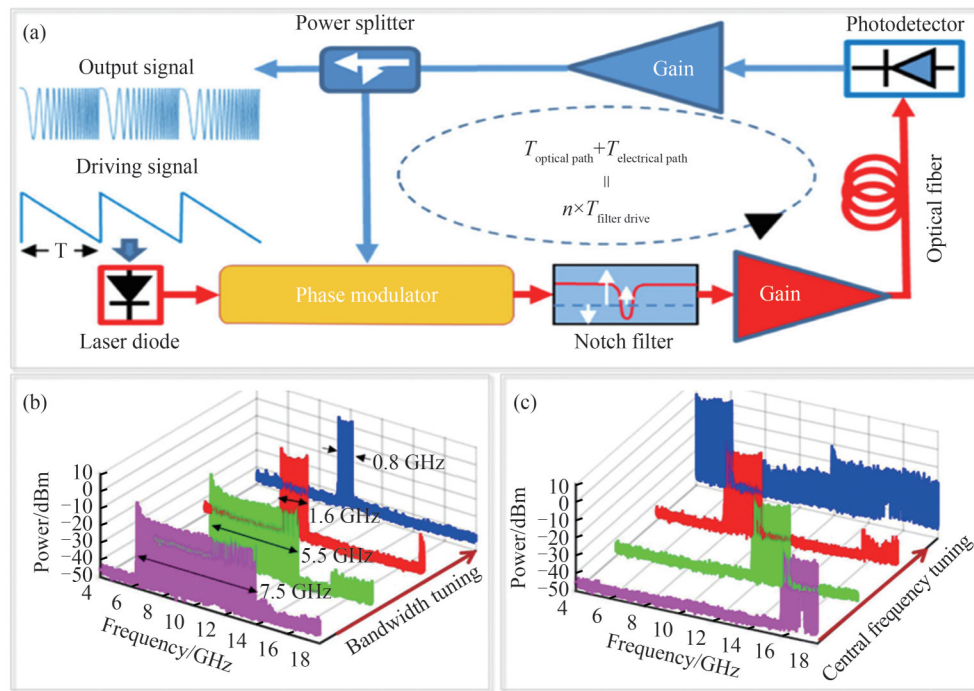 (a)
Power splitter
Photodetector
Output signal
Gain
Driving signal
T optical path+T electrical path
=
n×T filter drive
T
Optical fiber
Phase modulator
Gain
Laser diode
Notch filter
(b)
10
0
−10
−20
−30
−40
−50
Power/dBm
0.8 GHz
1.6 GHz
5.5 GHz
7.5 GHz
4 6 8 10 12 14 16 18
Frequency/GHz
Bandwidth tuning
(c)
10
0
−10
−20
−30
−40
−50
Power/dBm
4 6 8 10 12 14 16 18
Frequency/GHz
Central frequency tuning